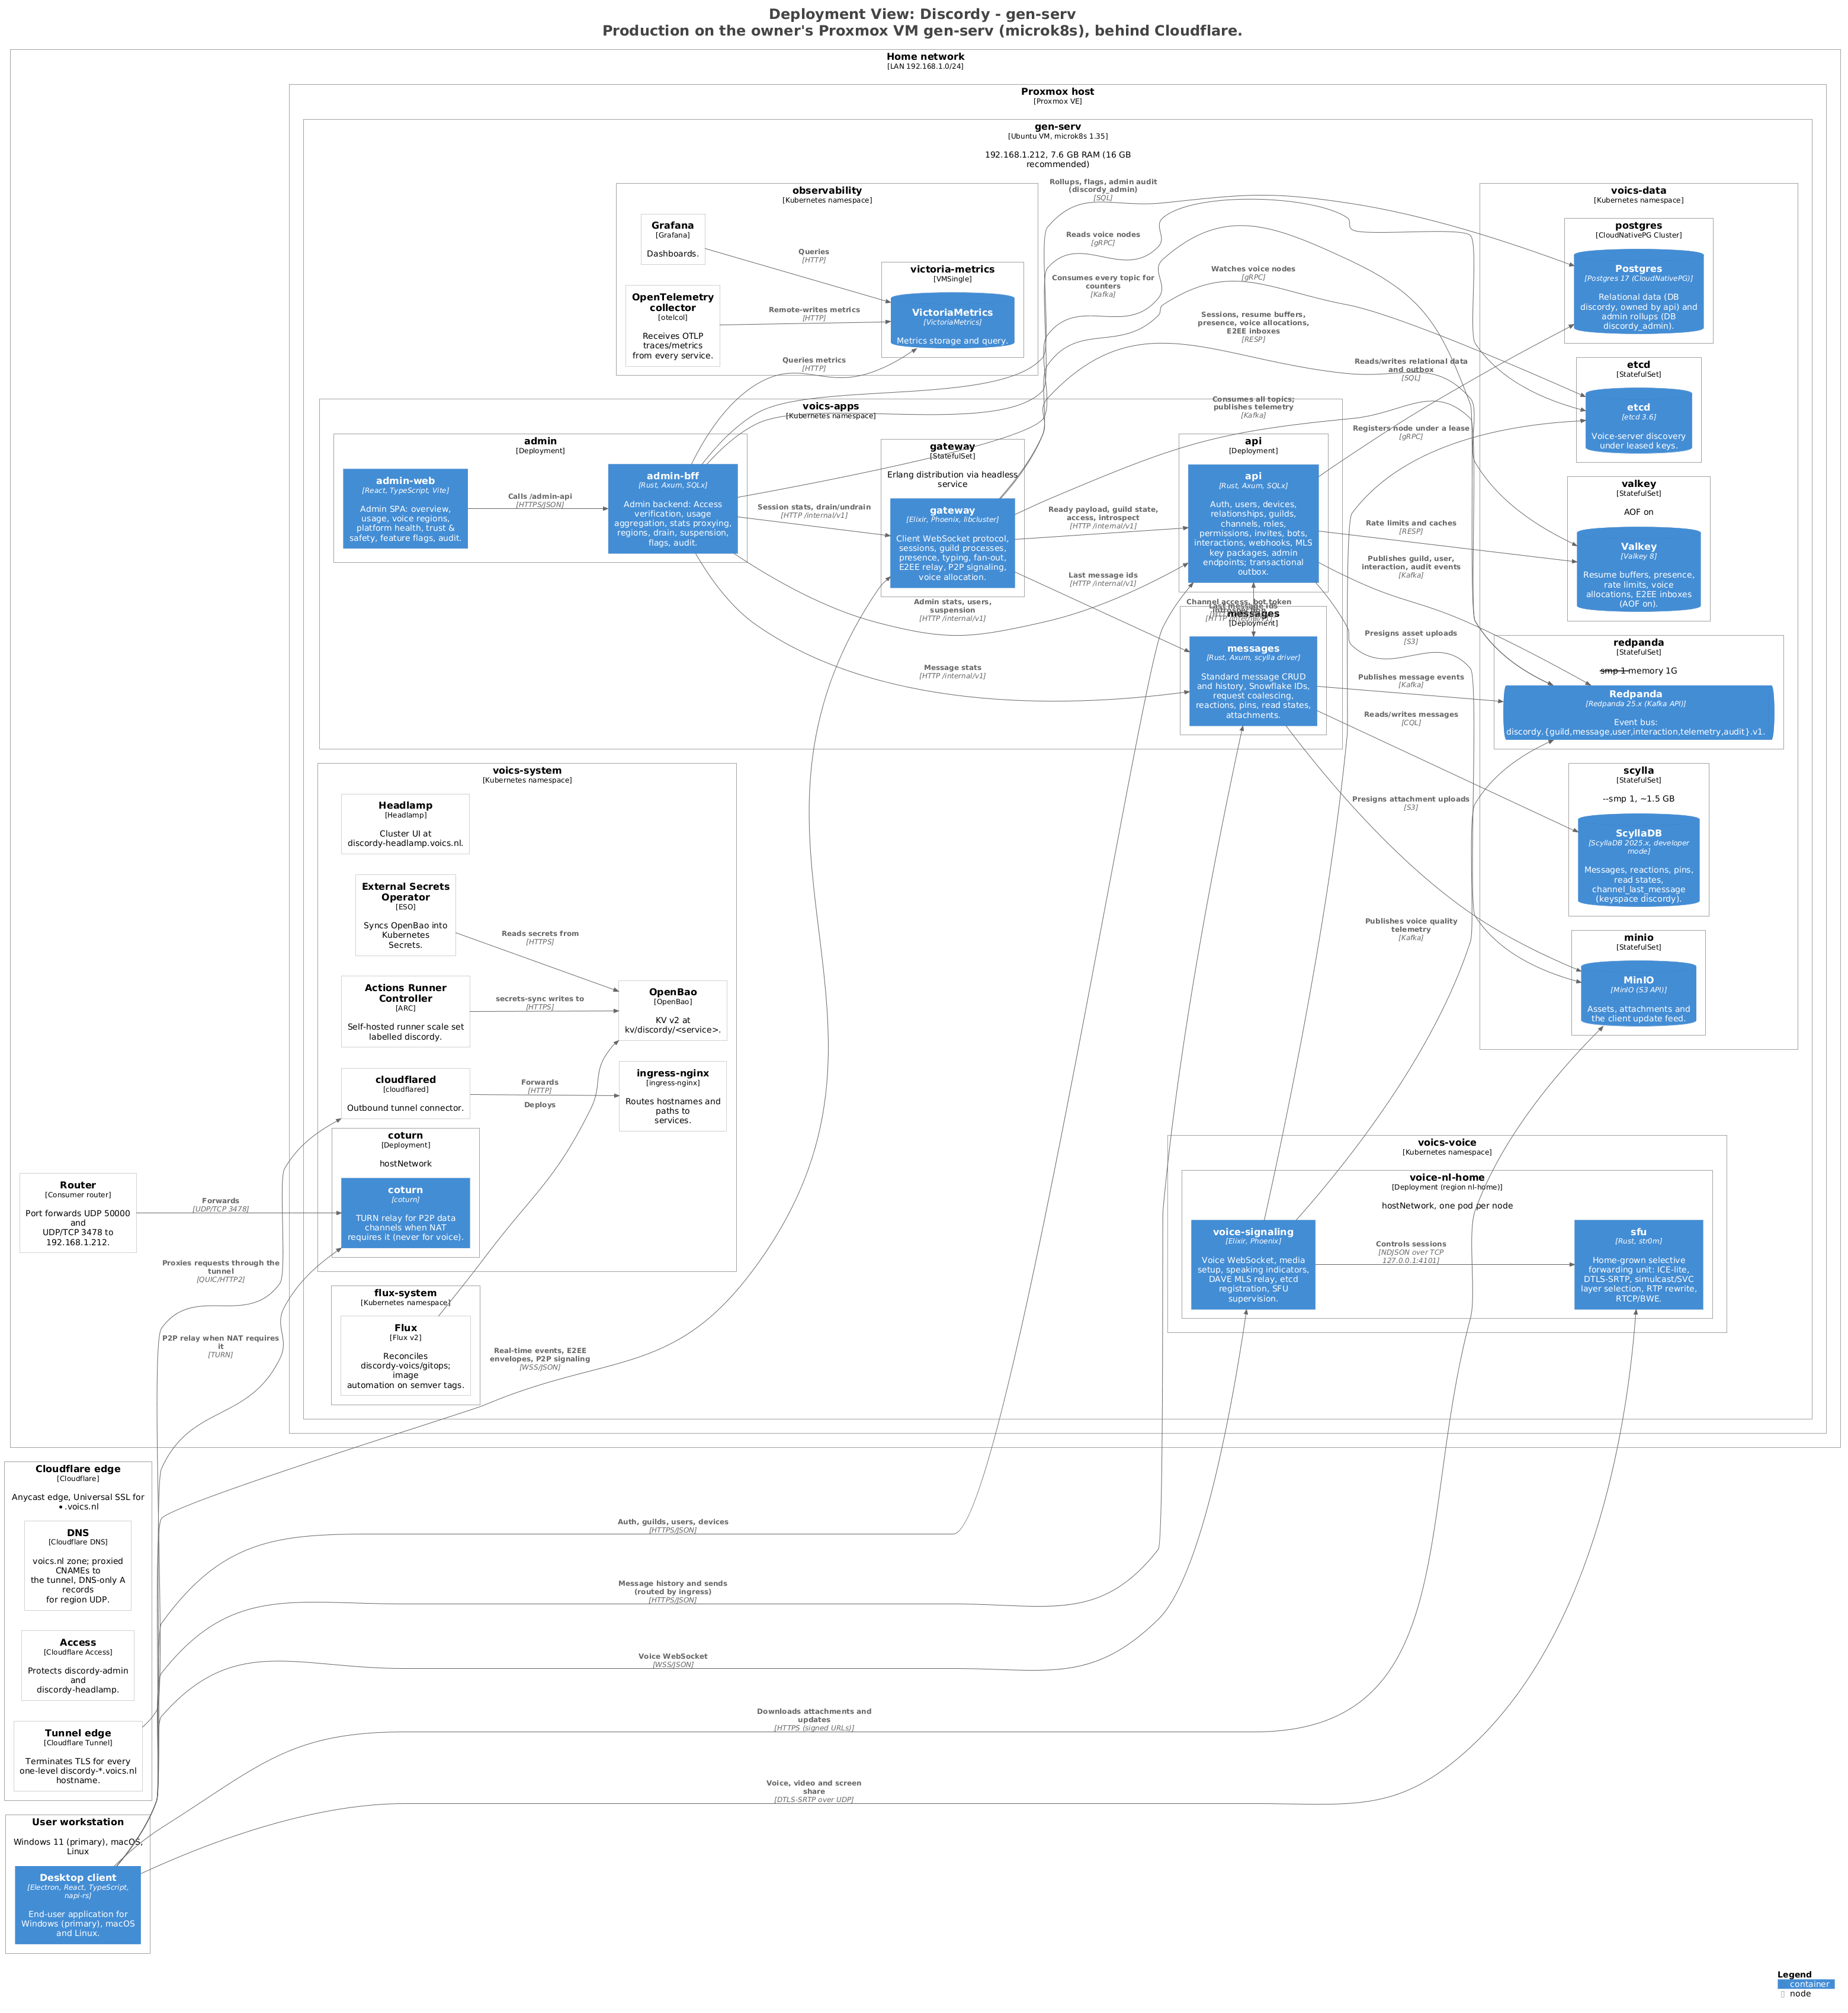 Deployment View: Discordy - gen-serv
Production on the owner's Proxmox VM gen-serv (microk8s), behind Cloudflare.
Home network
[LAN 192.168.1.0/24]
Proxmox host
[Proxmox VE]
gen-serv
[Ubuntu VM, microk8s 1.35]
192.168.1.212, 7.6 GB RAM (16 GB
recommended)
observability
[Kubernetes namespace]
Grafana
[Grafana]
Dashboards.
OpenTelemetry
collector
[otelcol]
Receives OTLP
traces/metrics
from every service.
Queries
[HTTP]
Remote-writes metrics
[HTTP]
Queries metrics
[HTTP]
victoria-metrics
[VMSingle]
VictoriaMetrics
[VictoriaMetrics]
Metrics storage and query.
Rollups, flags, admin audit
(discordy_admin)
[SQL]
Reads voice nodes
[gRPC]
Consumes every topic for
counters
[Kafka]
Watches voice nodes
[gRPC]
Sessions, resume buffers,
presence, voice allocations,
E2EE inboxes
[RESP]
Reads/writes relational data
and outbox
[SQL]
Consumes all topics;
publishes telemetry
[Kafka]
Registers node under a lease
[gRPC]
voics-data
[Kubernetes namespace]
postgres
[CloudNativePG Cluster]
Postgres
[Postgres 17 (CloudNativePG)]
Relational data (DB
discordy, owned by api) and
admin rollups (DB
discordy_admin).
etcd
[StatefulSet]
etcd
[etcd 3.6]
Voice-server discovery
under leased keys.
valkey
[StatefulSet]
AOF on
Valkey
[Valkey 8]
Resume buffers, presence,
rate limits, voice
allocations, E2EE inboxes
(AOF on).
redpanda
[StatefulSet]
smp 1 memory 1G
Redpanda
[Redpanda 25.x (Kafka API)]
Event bus:
discordy.{guild,message,user,interaction,telemetry,audit}.v1.
scylla
[StatefulSet]
--smp 1, ~1.5 GB
ScyllaDB
[ScyllaDB 2025.x, developer
mode]
Messages, reactions, pins,
read states,
channel_last_message
(keyspace discordy).
minio
[StatefulSet]
MinIO
[MinIO (S3 API)]
Assets, attachments and
the client update feed.
voics-apps
[Kubernetes namespace]
admin
[Deployment]
admin-web
[React, TypeScript, Vite]
Admin SPA: overview,
usage, voice regions,
platform health, trust &
safety, feature flags, audit.
Calls /admin-api
[HTTPS/JSON]
admin-bff
[Rust, Axum, SQLx]
Admin backend: Access
verification, usage
aggregation, stats proxying,
regions, drain, suspension,
flags, audit.
Session stats, drain/undrain
[HTTP /internal/v1]
gateway
[StatefulSet]
Erlang distribution via headless
service
gateway
[Elixir, Phoenix, libcluster]
Client WebSocket protocol,
sessions, guild processes,
presence, typing, fan-out,
E2EE relay, P2P signaling,
voice allocation.
Ready payload, guild state,
access, introspect
[HTTP /internal/v1]
Last message ids
[HTTP /internal/v1]
Admin stats, users,
suspension
[HTTP /internal/v1]
Message stats
[HTTP /internal/v1]
api
[Deployment]
api
[Rust, Axum, SQLx]
Auth, users, devices,
relationships, guilds,
channels, roles,
permissions, invites, bots,
interactions, webhooks, MLS
key packages, admin
endpoints; transactional
outbox.
Channel access, bot token
messages
[Deployment]
messages
[Rust, Axum, scylla driver]
Standard message CRUD
and history, Snowflake IDs,
request coalescing,
reactions, pins, read states,
attachments.
Rate limits and caches
[RESP]
Publishes guild, user,
interaction, audit events
[Kafka]
Presigns asset uploads
[S3]
Publishes message events
[Kafka]
Reads/writes messages
[CQL]
Presigns attachment uploads
[S3]
Publishes voice quality
telemetry
[Kafka]
voics-system
[Kubernetes namespace]
Headlamp
[Headlamp]
Cluster UI at
discordy-headlamp.voics.nl.
External Secrets
Operator
[ESO]
Syncs OpenBao into
Kubernetes
Secrets.
Reads secrets from
[HTTPS]
Actions Runner
Controller
[ARC]
Self-hosted runner scale set
labelled discordy.
secrets-sync writes to
[HTTPS]
OpenBao
[OpenBao]
KV v2 at
kv/discordy/<service>.
cloudflared
[cloudflared]
Outbound tunnel connector.
Forwards
[HTTP]
Deploys
ingress-nginx
[ingress-nginx]
Routes hostnames and
paths to
services.
coturn
[Deployment]
hostNetwork
coturn
[coturn]
TURN relay for P2P data
channels when NAT
requires it (never for voice).
Router
[Consumer router]
Port forwards UDP 50000
and
UDP/TCP 3478 to
192.168.1.212.
Forwards
[UDP/TCP 3478]
Proxies requests through the
tunnel
[QUIC/HTTP2]
P2P relay when NAT requires
it
[TURN]
flux-system
[Kubernetes namespace]
Flux
[Flux v2]
Reconciles
discordy-voics/gitops;
image
automation on semver tags.
Real-time events, E2EE
envelopes, P2P signaling
[WSS/JSON]
voics-voice
[Kubernetes namespace]
voice-nl-home
[Deployment (region nl-home)]
hostNetwork, one pod per node
voice-signaling
[Elixir, Phoenix]
Voice WebSocket, media
setup, speaking indicators,
DAVE MLS relay, etcd
registration, SFU
supervision.
Controls sessions
[NDJSON over TCP
127.0.0.1:4101]
sfu
[Rust, str0m]
Home-grown selective
forwarding unit: ICE-lite,
DTLS-SRTP, simulcast/SVC
layer selection, RTP rewrite,
RTCP/BWE.
Cloudflare edge
[Cloudflare]
Anycast edge, Universal SSL for
• .voics.nl
DNS
[Cloudflare DNS]
voics.nl zone; proxied
CNAMEs to
the tunnel, DNS-only A
records
for region UDP.
Access
[Cloudflare Access]
Protects discordy-admin
and
discordy-headlamp.
Tunnel edge
[Cloudflare Tunnel]
Terminates TLS for every
one-level discordy-*.voics.nl
hostname.
Auth, guilds, users, devices
[HTTPS/JSON]
Message history and sends
(routed by ingress)
[HTTPS/JSON]
Voice WebSocket
[WSS/JSON]
Downloads attachments and
updates
[HTTPS (signed URLs)]
Voice, video and screen
share
[DTLS-SRTP over UDP]
User workstation
Windows 11 (primary), macOS,
Linux
Desktop client
[Electron, React, TypeScript,
napi-rs]
End-user application for
Windows (primary), macOS
and Linux.
Legend
container
node